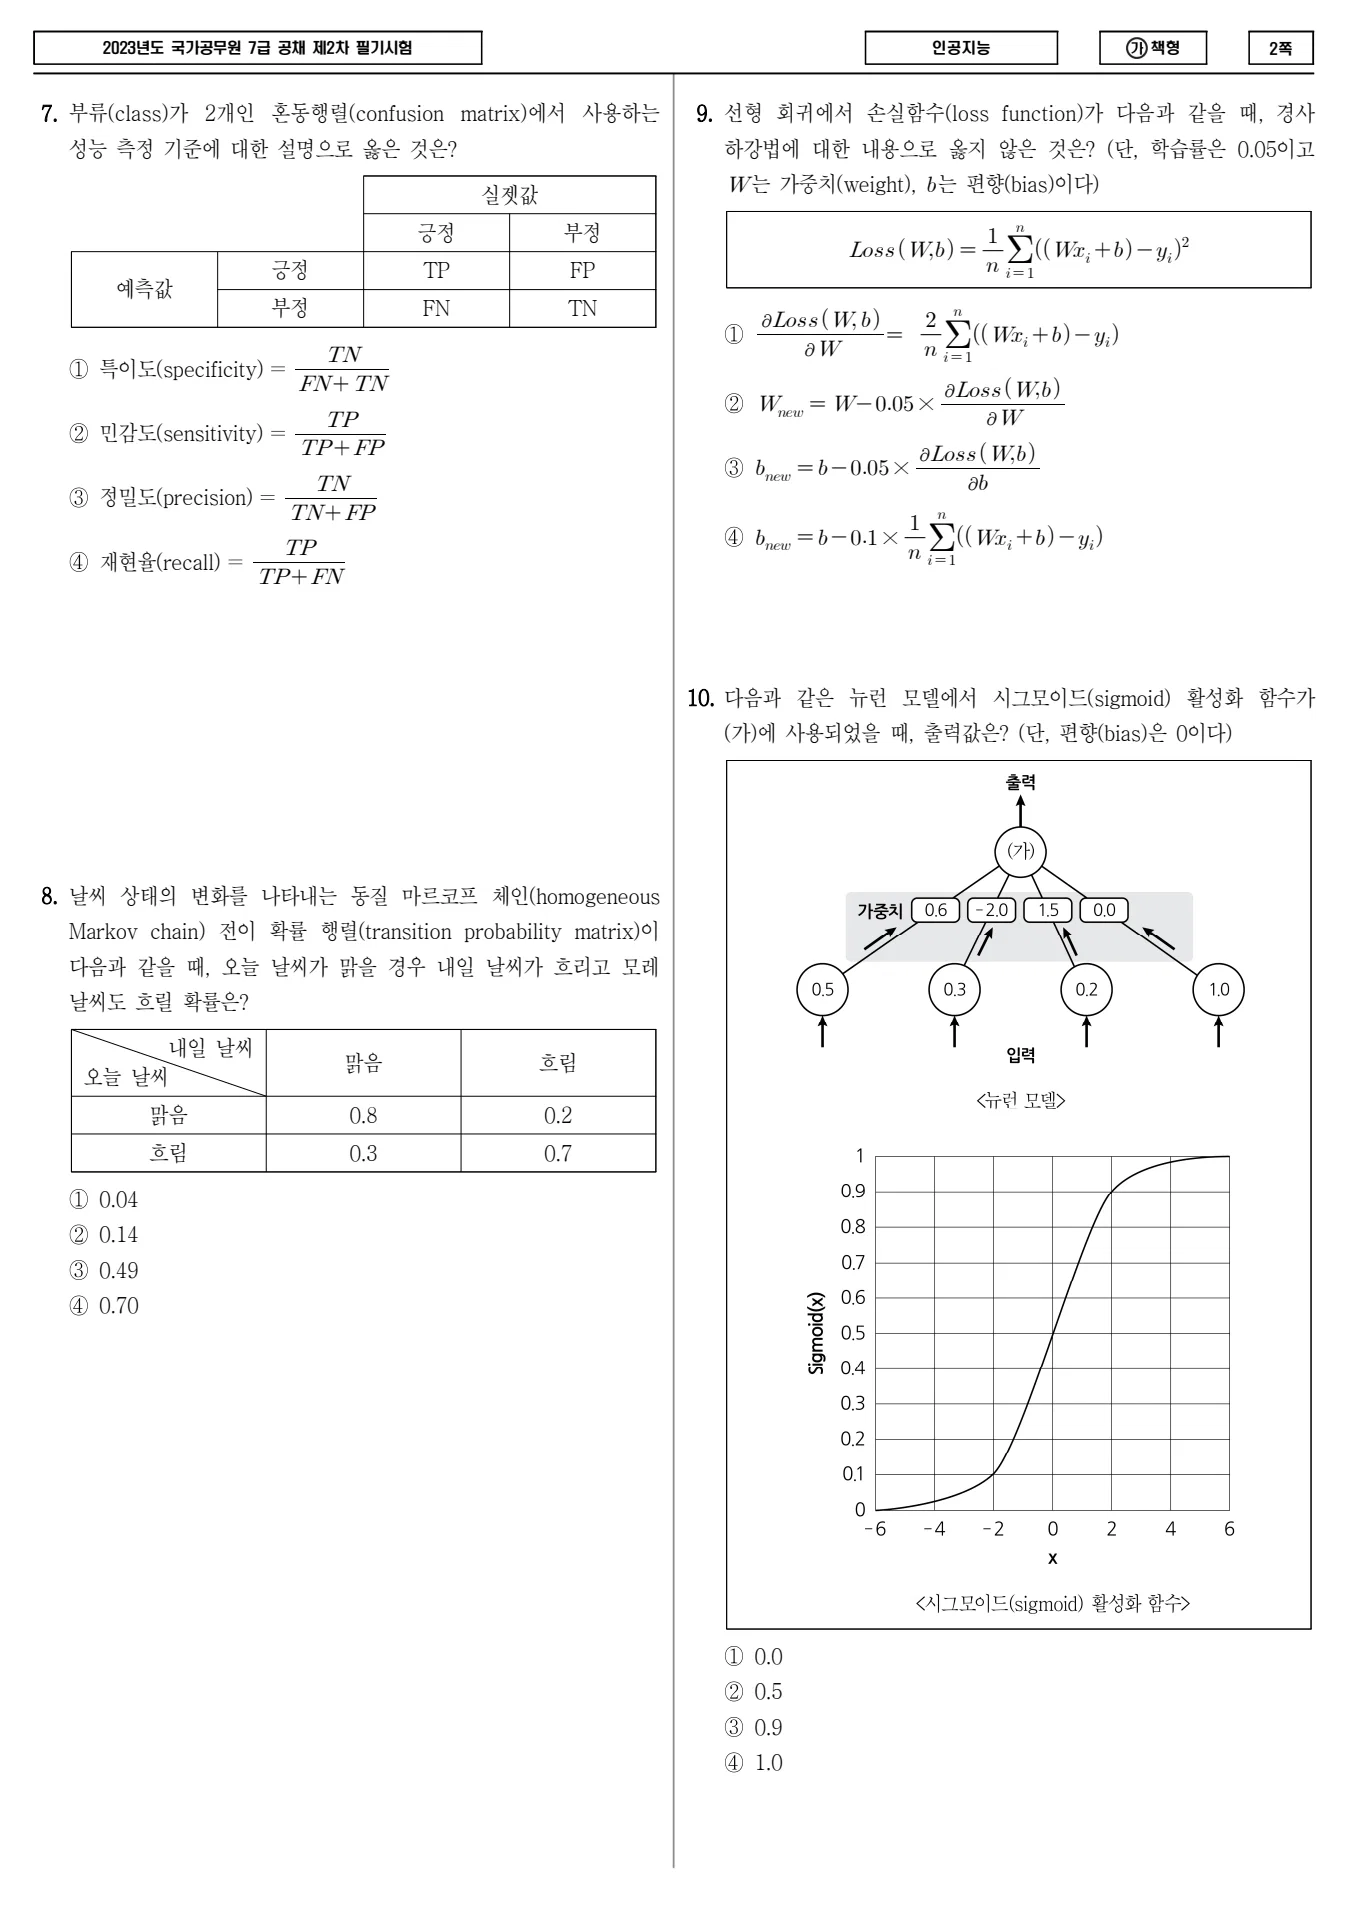 2023년도 국가공무원 7급 공채 제2차 필기시험
인공지능
㉮ 책형
2쪽
7. 부류(class)가 2개인 혼동행렬(confusion matrix)에서 사용하는
성능 측정 기준에 대한 설명으로 옳은 것은?
실젯값
긍정 부정
예측값 긍정 TP FP
부정 FN TN
① 특이도(specificity) = TN / (FN + TN)
② 민감도(sensitivity) = TP / (TP + FP)
③ 정밀도(precision) = TN / (TN + FP)
④ 재현율(recall) = TP / (TP + FN)
8. 날씨 상태의 변화를 나타내는 동질 마르코프 체인(homogeneous
Markov chain) 전이 확률 행렬(transition probability matrix)이
다음과 같을 때, 오늘 날씨가 맑을 경우 내일 날씨가 흐리고 모레
날씨도 흐릴 확률은?
내일 날씨
오늘 날씨
맑음 흐림
맑음 0.8 0.2
흐림 0.3 0.7
① 0.04
② 0.14
③ 0.49
④ 0.70
9. 선형 회귀에서 손실함수(loss function)가 다음과 같을 때, 경사
하강법에 대한 내용으로 옳지 않은 것은? (단, 학습률은 0.05이고
W는 가중치(weight), b는 편향(bias)이다)
Loss(W,b) = 1/n ∑_{i=1}^{n} ((Wx_i + b) − y_i)²
① ∂Loss(W, b)/∂W = 2/n ∑_{i=1}^{n} ((Wx_i + b) − y_i)
② W_new = W − 0.05 × ∂Loss(W,b)/∂W
③ b_new = b − 0.05 × ∂Loss(W,b)/∂b
④ b_new = b − 0.1 × 1/n ∑_{i=1}^{n} ((Wx_i + b) − y_i)
10. 다음과 같은 뉴런 모델에서 시그모이드(sigmoid) 활성화 함수가
(가)에 사용되었을 때, 출력값은? (단, 편향(bias)은 0이다)
출력
(가)
가중치 0.6 -2.0 1.5 0.0
0.5 0.3 0.2 1.0
입력
<뉴런 모델>
1
0.9
0.8
0.7
0.6
0.5
0.4
0.3
0.2
0.1
0
Sigmoid(x)
-6 -4 -2 0 2 4 6
x
<시그모이드(sigmoid) 활성화 함수>
① 0.0
② 0.5
③ 0.9
④ 1.0